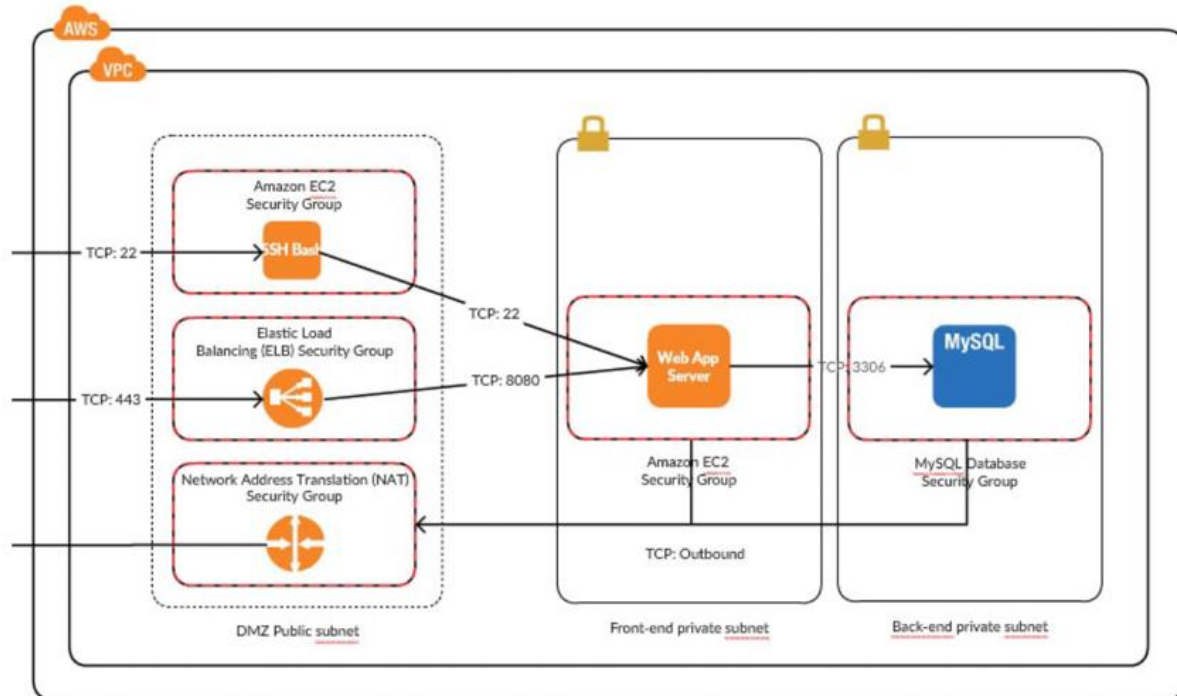 AWS
VPC
Amazon EC2
Security Group
SSH Bast
TCP: 22
TCP: 22
Elastic Load
Balancing (ELB) Security Group
TCP: 443
TCP: 8080
Web App
Server
TCP: 3306
MySQL
Network Address Translation (NAT)
Security Group
Amazon EC2
Security Group
MySQL Database
Security Group
TCP: Outbound
DMZ Public subnet
Front-end private subnet
Back-end private subnet